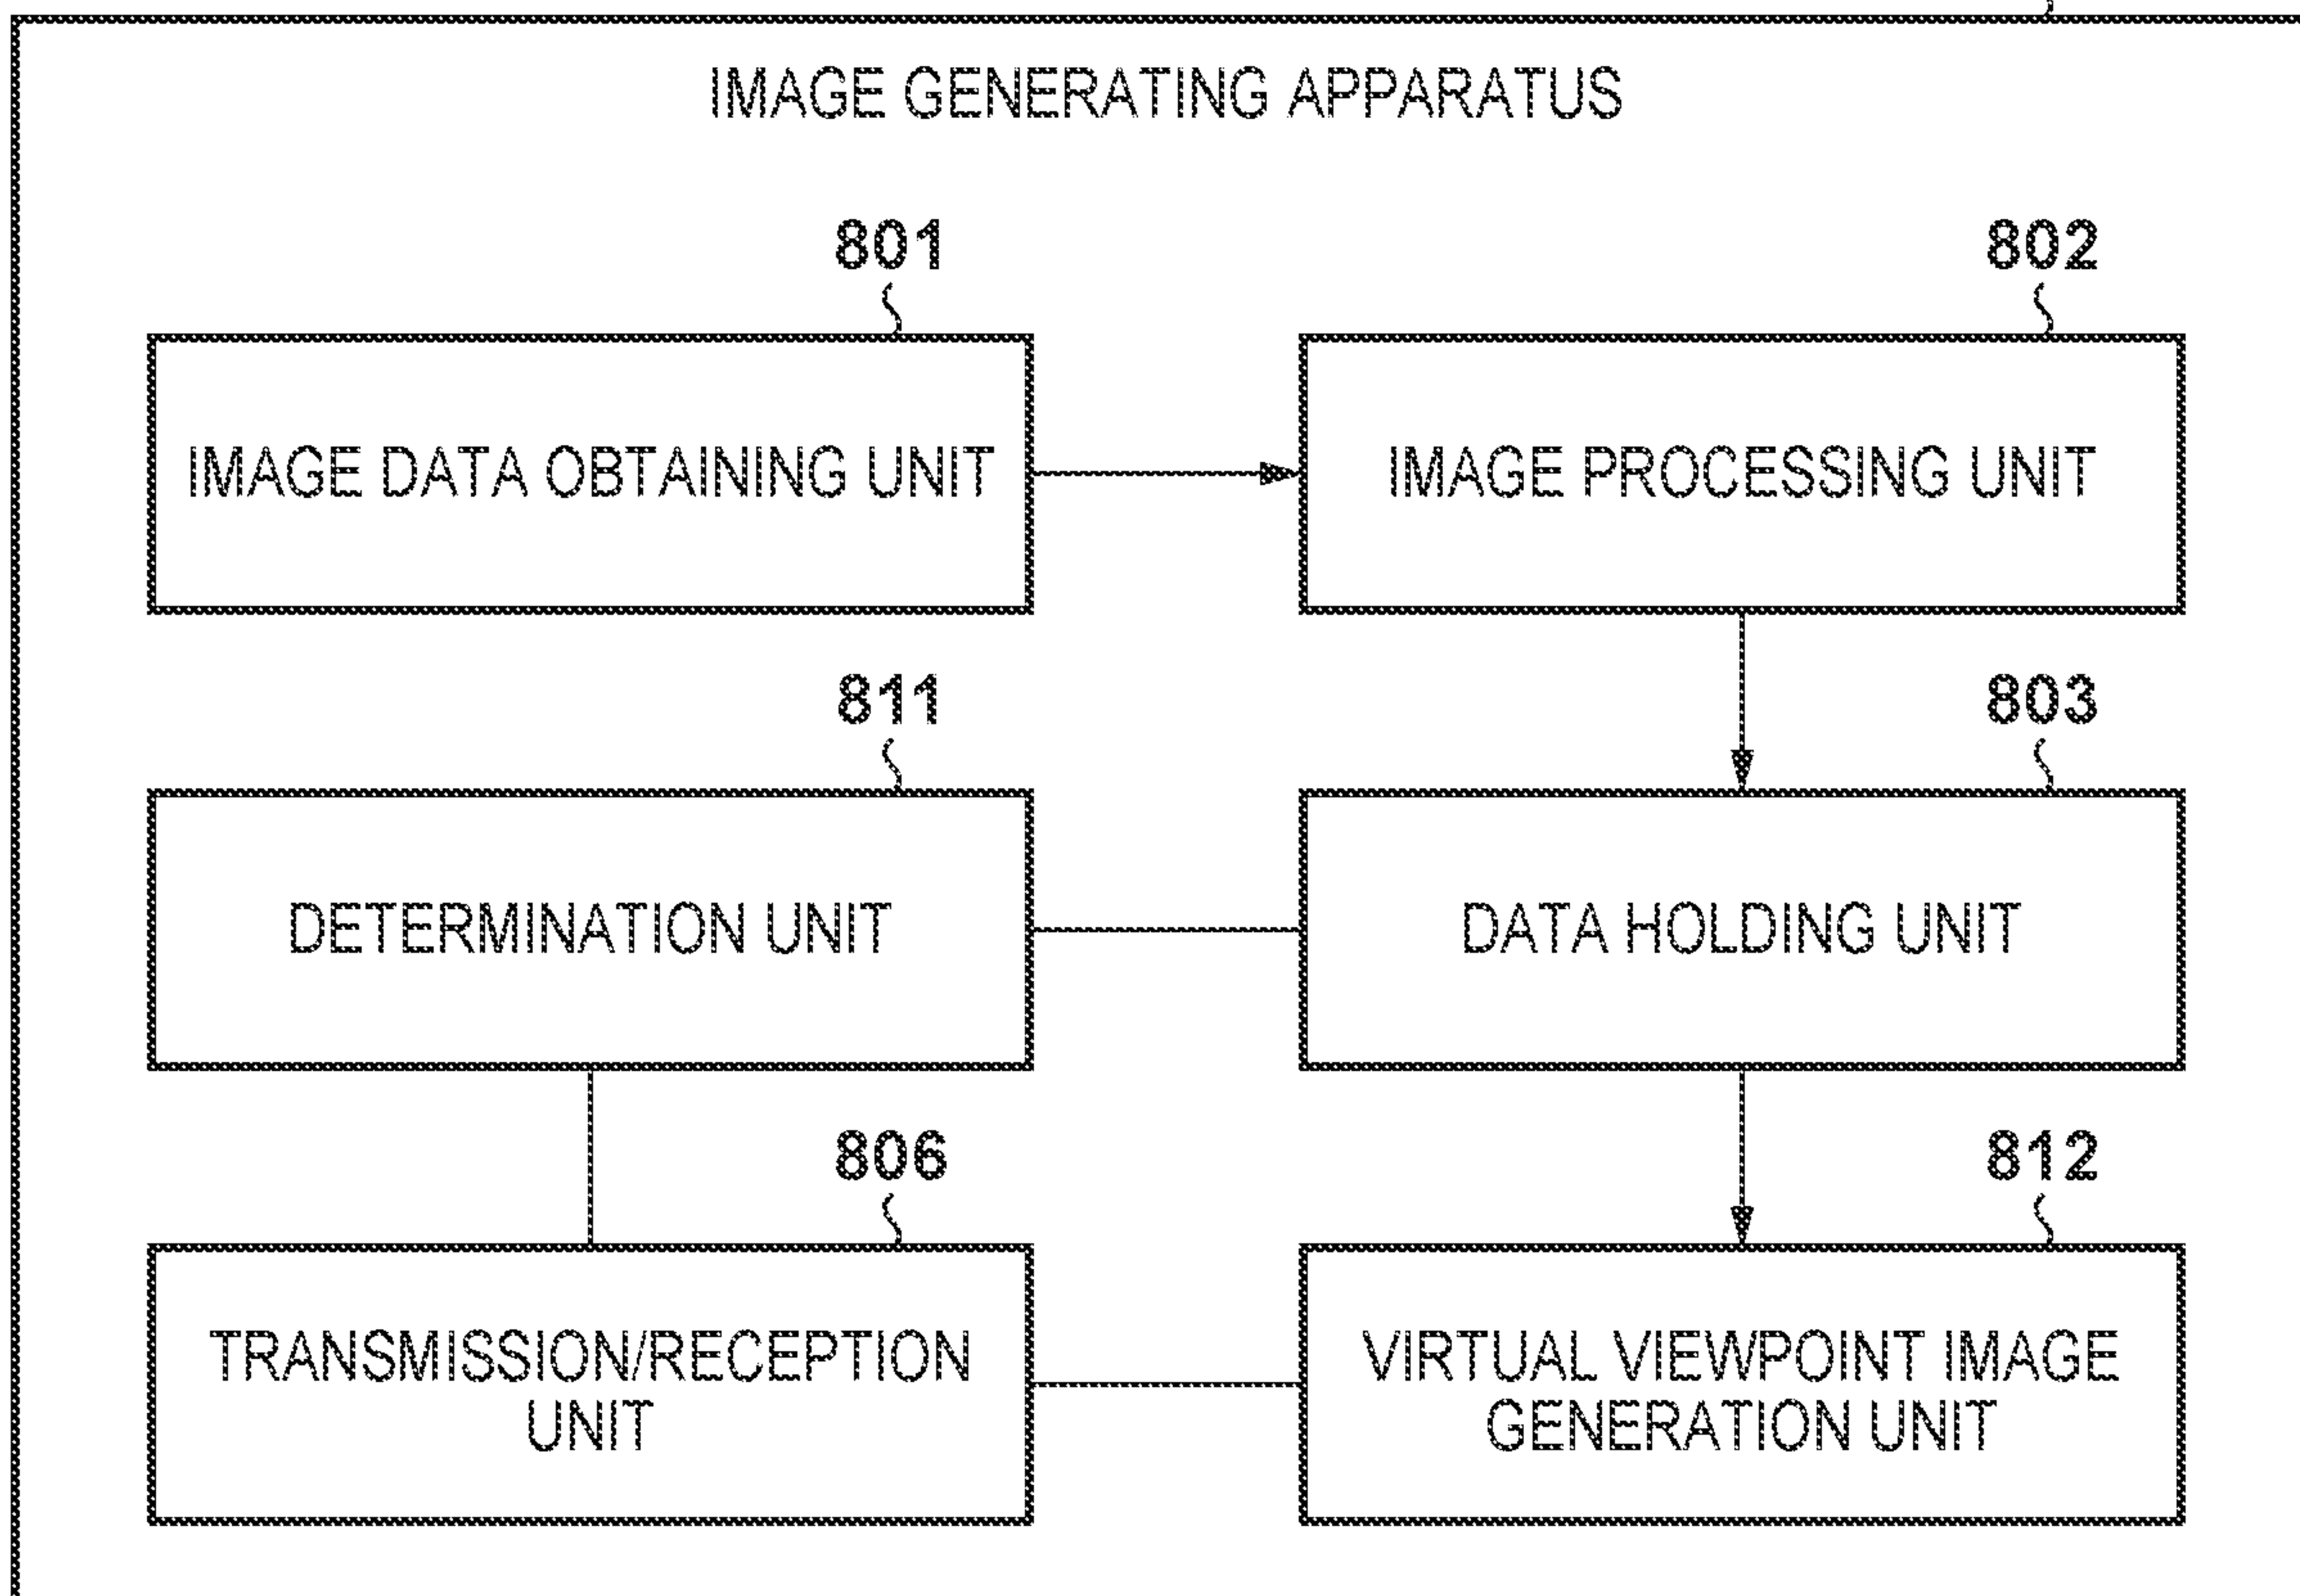 IMAGE GENERATING APPARATUS
801
802
IMAGE DATA OBTAINING UNIT
IMAGE PROCESSING UNIT
811
803
DETERMINATION UNIT
DATA HOLDING UNIT
806
812
TRANSMISSION/RECEPTION
UNIT
VIRTUAL VIEWPOINT IMAGE
GENERATION UNIT